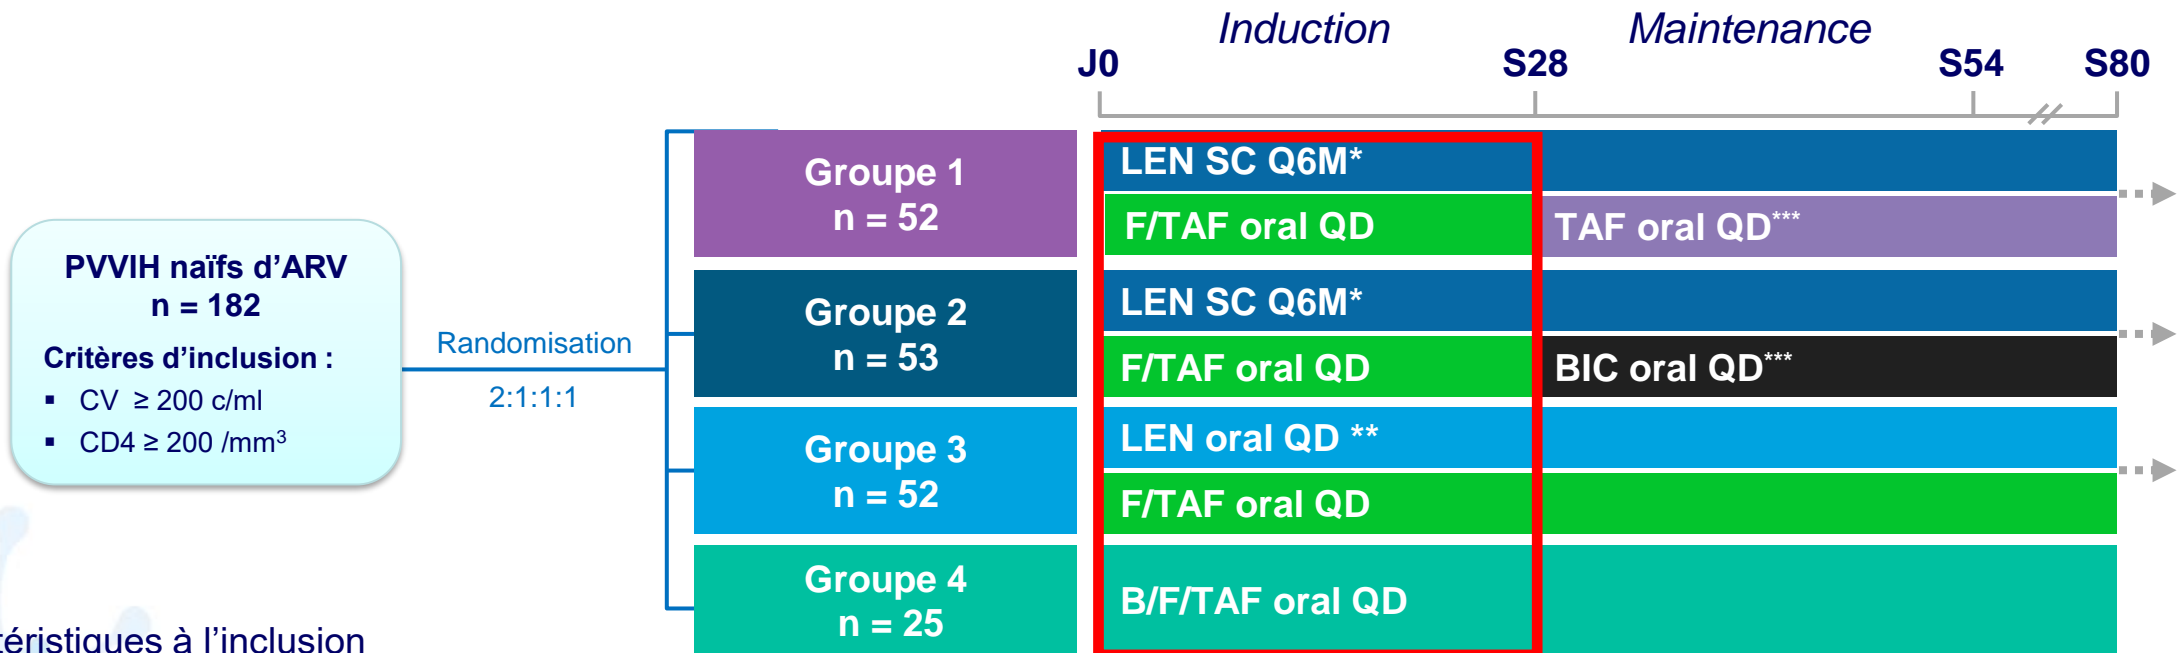 Induction
Maintenance
J0
S28
S54
S80
PVVIH naïfs d’ARV
n = 182
Critères d’inclusion :
▪ CV ≥ 200 c/ml
▪ CD4 ≥ 200 /mm³
Randomisation
2:1:1:1
Groupe 1
n = 52
LEN SC Q6M*
F/TAF oral QD
TAF oral QD***
Groupe 2
n = 53
LEN SC Q6M*
F/TAF oral QD
BIC oral QD***
Groupe 3
n = 52
LEN oral QD **
F/TAF oral QD
Groupe 4
n = 25
B/F/TAF oral QD
téristiques à l’inclusion